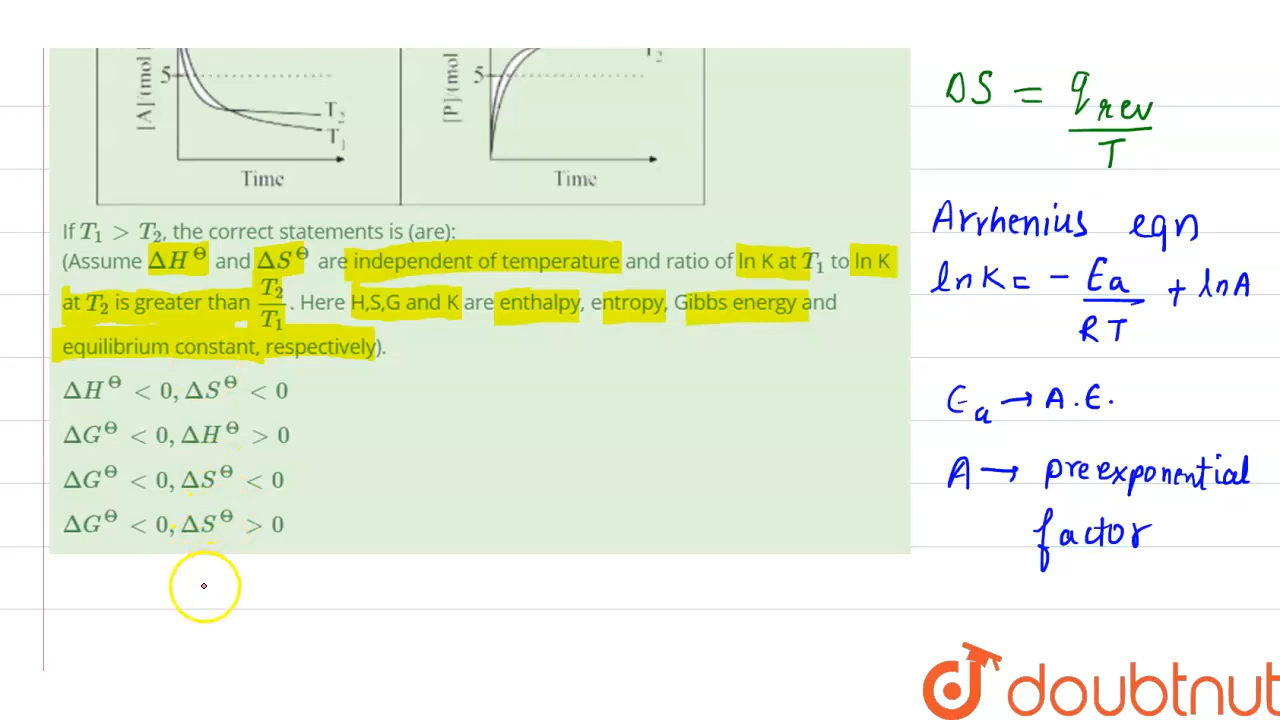 5
[A]/(mol
T₂
T₁
Time
5
[P]/(mol
T₂
Time
If T₁ > T₂, the correct statements is (are):
(Assume ΔH^Θ and ΔS^Θ are independent of temperature and ratio of ln K at T₁ to ln K
at T₂ is greater than T₂/T₁. Here H,S,G and K are enthalpy, entropy, Gibbs energy and
equilibrium constant, respectively).
ΔH^Θ < 0, ΔS^Θ < 0
ΔG^Θ < 0, ΔH^Θ > 0
ΔG^Θ < 0, ΔS^Θ < 0
ΔG^Θ < 0, ΔS^Θ > 0
DS = q rev / T
Arrhenius eqn
ln K = - Ea / RT + ln A
Ea → A.E.
A → preexponential
factor
doubtnut